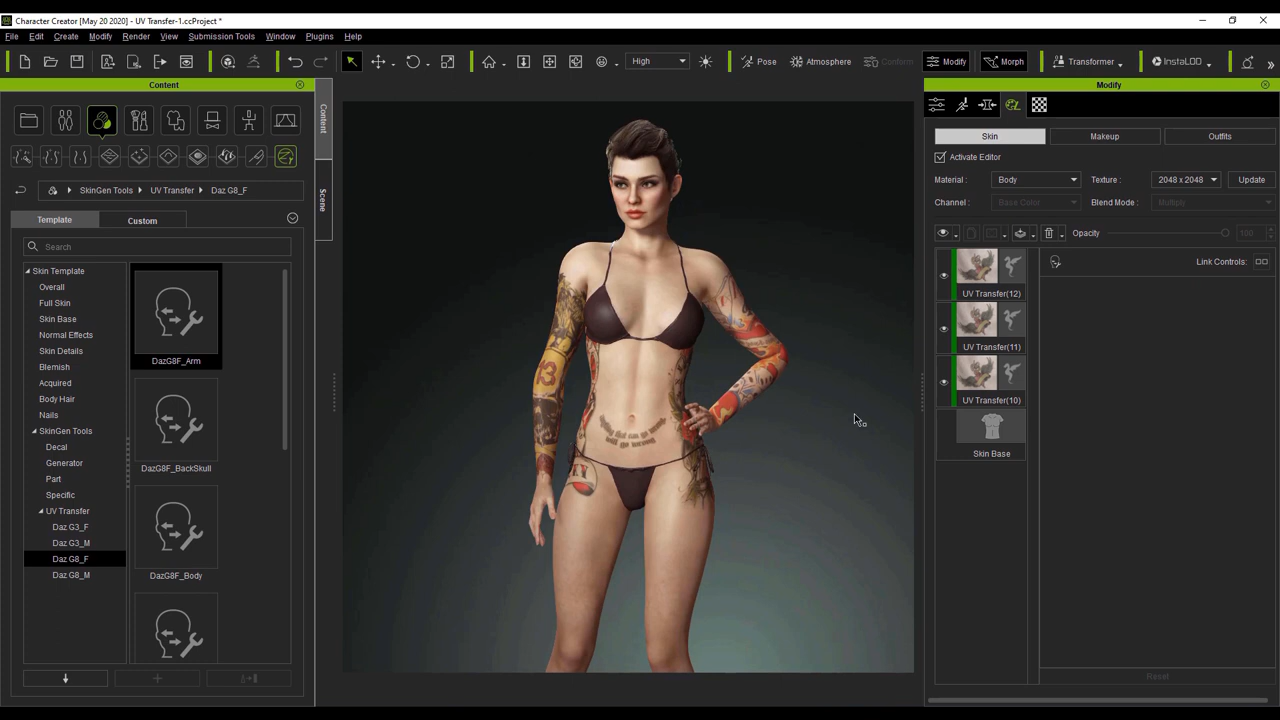 Character Creator [May 20 2020] - UV Transfer-1.ccProject *
File Edit Create Modify Render View Submission Tools Window Plugins Help
High Pose Atmosphere Conform Modify Morph Transformer InstaLOD
Content
Modify
Content
Scene
Skin Makeup Outfits
Activate Editor
Material : Body Texture : 2048 x 2048 Update
Channel : Base Color Blend Mode : Multiply
Opacity 100
Link Controls:
SkinGen Tools UV Transfer Daz G8_F
Template Custom
Search
Skin Template
Overall
Full Skin
Skin Base
Normal Effects
Skin Details
Blemish
Acquired
Body Hair
Nails
SkinGen Tools
Decal
Generator
Part
Specific
UV Transfer
Daz G3_F
Daz G3_M
Daz G8_F
Daz G8_M
DazG8F_Arm
DazG8F_BackSkull
DazG8F_Body
UV Transfer(12)
UV Transfer(11)
UV Transfer(10)
Skin Base
13
will go wrong
Reset